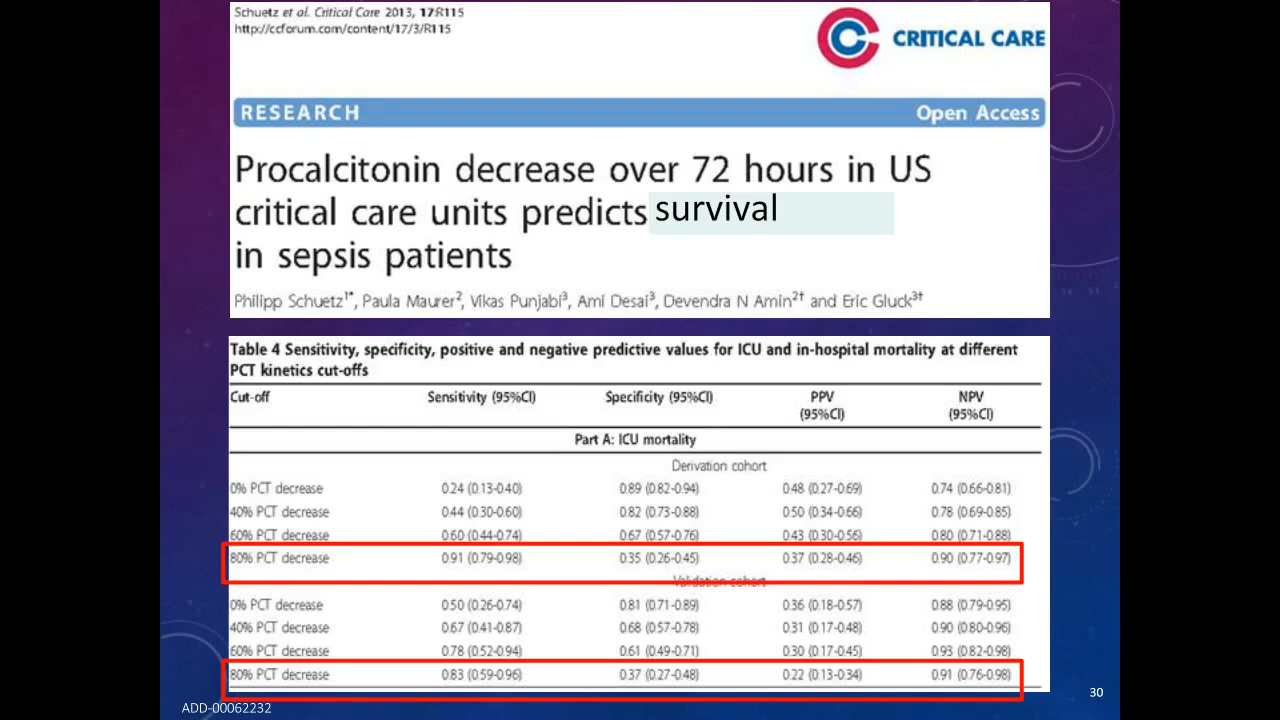 Schuetz et al. Critical Care 2013, 17:R115
http://ccforum.com/content/17/3/R115
CRITICAL CARE
RESEARCH Open Access
Procalcitonin decrease over 72 hours in US
critical care units predicts survival
in sepsis patients
Philipp Schuetz1*, Paula Maurer2, Vikas Punjabi3, Ami Desai3, Devendra N Amin2† and Eric Gluck3†
Table 4 Sensitivity, specificity, positive and negative predictive values for ICU and in-hospital mortality at different
PCT kinetics cut-offs
Cut-off Sensitivity (95%CI) Specificity (95%CI) PPV (95%CI) NPV (95%CI)
Part A: ICU mortality
Derivation cohort
0% PCT decrease 0.24 (0.13-0.40) 0.89 (0.82-0.94) 0.48 (0.27-0.69) 0.74 (0.66-0.81)
40% PCT decrease 0.44 (0.30-0.60) 0.82 (0.73-0.88) 0.50 (0.34-0.66) 0.78 (0.69-0.85)
60% PCT decrease 0.60 (0.44-0.74) 0.67 (0.57-0.76) 0.43 (0.30-0.56) 0.80 (0.71-0.88)
80% PCT decrease 0.91 (0.79-0.98) 0.35 (0.26-0.45) 0.37 (0.28-0.46) 0.90 (0.77-0.97)
Validation cohort
0% PCT decrease 0.50 (0.26-0.74) 0.81 (0.71-0.89) 0.36 (0.18-0.57) 0.88 (0.79-0.95)
40% PCT decrease 0.67 (0.41-0.87) 0.68 (0.57-0.78) 0.31 (0.17-0.48) 0.90 (0.80-0.96)
60% PCT decrease 0.78 (0.52-0.94) 0.61 (0.49-0.71) 0.30 (0.17-0.45) 0.93 (0.82-0.98)
80% PCT decrease 0.83 (0.59-0.96) 0.37 (0.27-0.48) 0.22 (0.13-0.34) 0.91 (0.76-0.98)
30
ADD-00062232